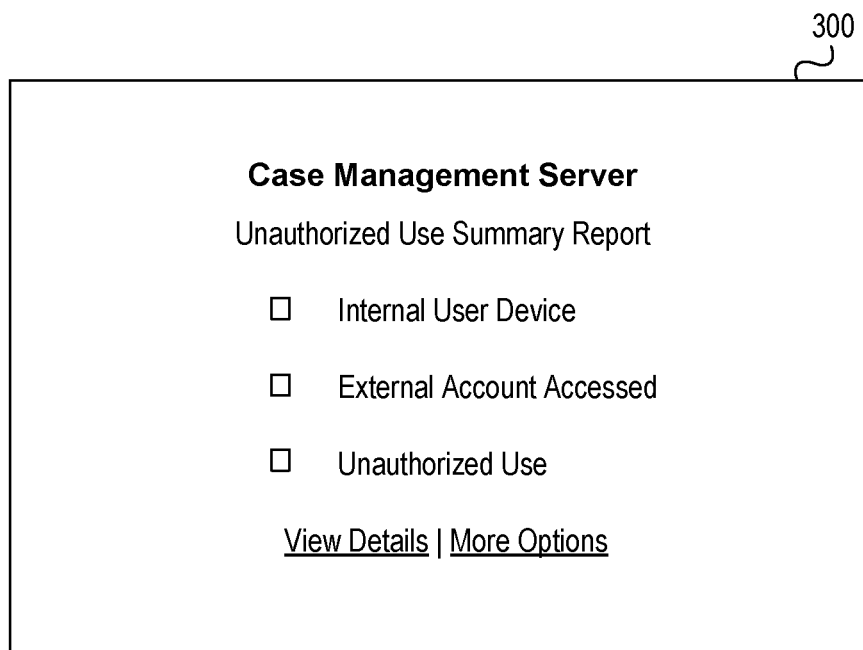 300
Case Management Server
Unauthorized Use Summary Report
Internal User Device
External Account Accessed
Unauthorized Use
View Details | More Options